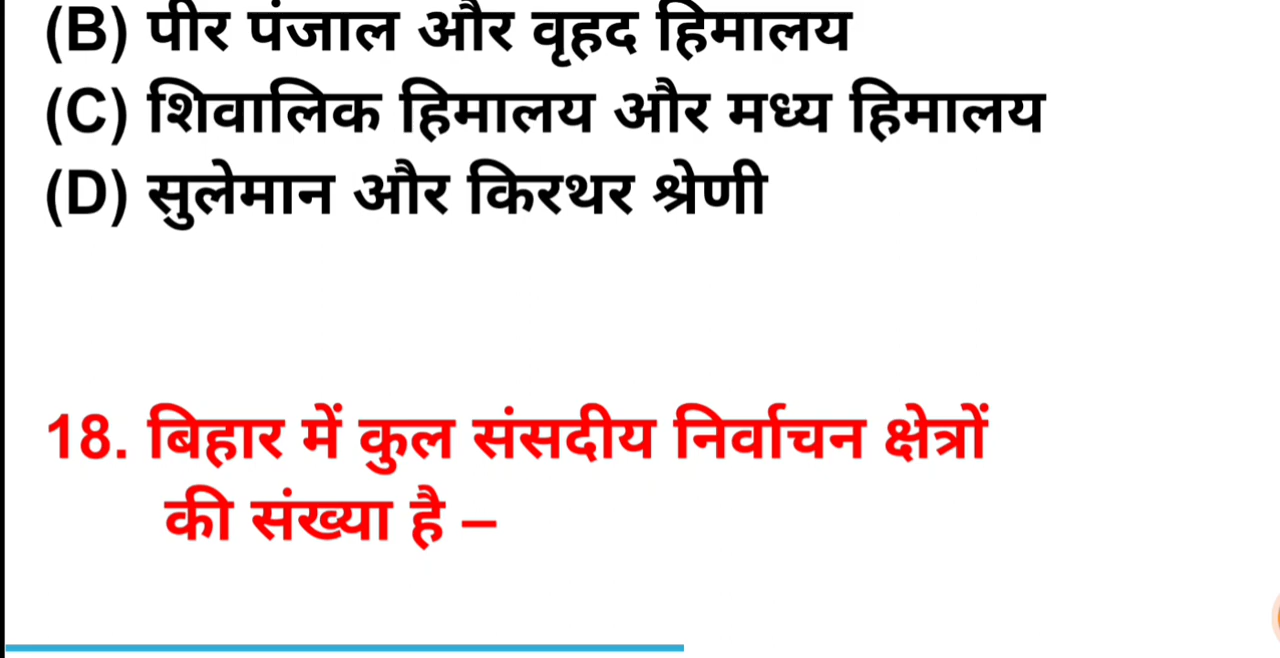 (B) पीर पंजाल और वृहद हिमालय
(C) शिवालिक हिमालय और मध्य हिमालय
(D) सुलेमान और किरथर श्रेणी
18. बिहार में कुल संसदीय निर्वाचन क्षेत्रों
की संख्या है –